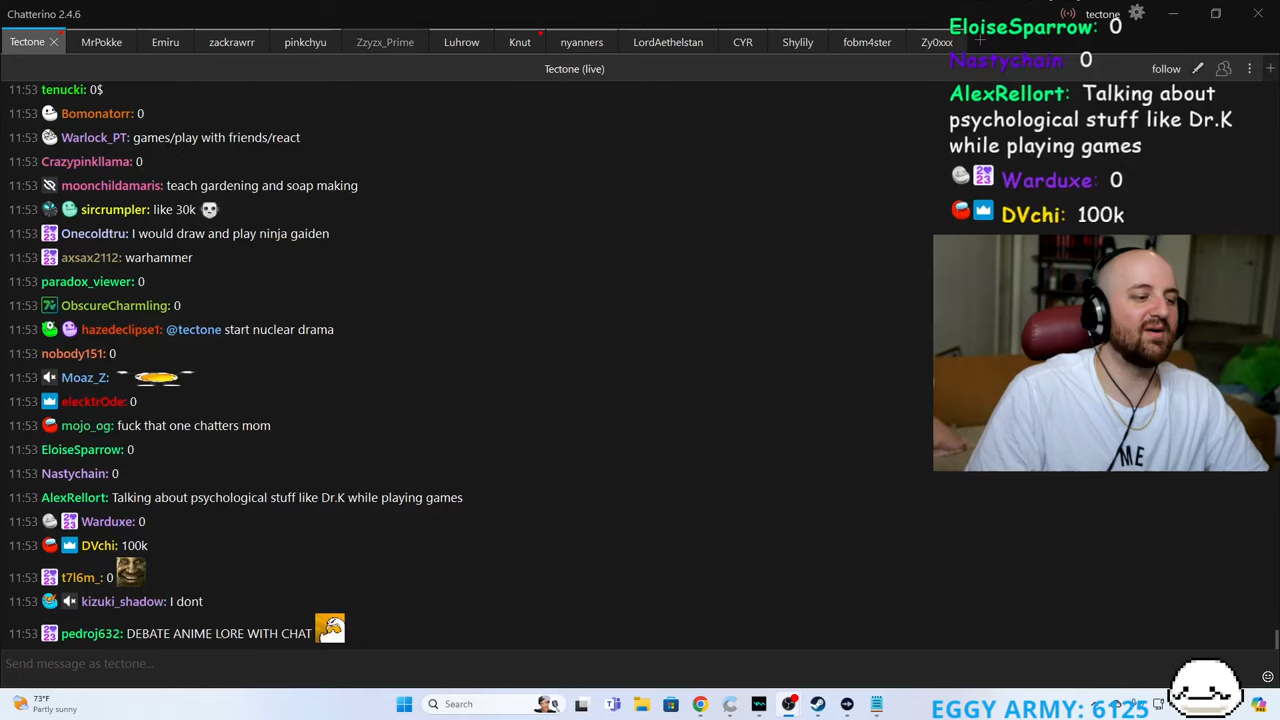 Chatterino 2.4.6
tectone
Tectone
MrPokke
Emiru
zackrawrr
pinkchyu
Zzyzx_Prime
Luhrow
Knut
nyanners
LordAethelstan
CYR
Shylily
fobm4ster
Zy0xxx
Tectone (live)
follow
11:53 tenucki: 0$
11:53 Bomonatorr: 0
11:53 Warlock_PT: games/play with friends/react
11:53 Crazypinkllama: 0
11:53 moonchildamaris: teach gardening and soap making
11:53 sircrumpler: like 30k
11:53 Onecoldtru: I would draw and play ninja gaiden
11:53 axsax2112: warhammer
11:53 paradox_viewer: 0
11:53 ObscureCharmling: 0
11:53 hazedeclipse1: @tectone start nuclear drama
11:53 nobody151: 0
11:53 Moaz_Z:
11:53 elecktrOde: 0
11:53 mojo_og: fuck that one chatters mom
11:53 EloiseSparrow: 0
11:53 Nastychain: 0
11:53 AlexRellort: Talking about psychological stuff like Dr.K while playing games
11:53 Warduxe: 0
11:53 DVchi: 100k
11:53 t7l6m_: 0
11:53 kizuki_shadow: I dont
11:53 pedroj632: DEBATE ANIME LORE WITH CHAT
Send message as tectone...
EloiseSparrow: 0
Nastychain: 0
AlexRellort: Talking about
psychological stuff like Dr.K
while playing games
Warduxe: 0
DVchi: 100k
ME
73°F
Partly sunny
Search
EGGY ARMY: 6125